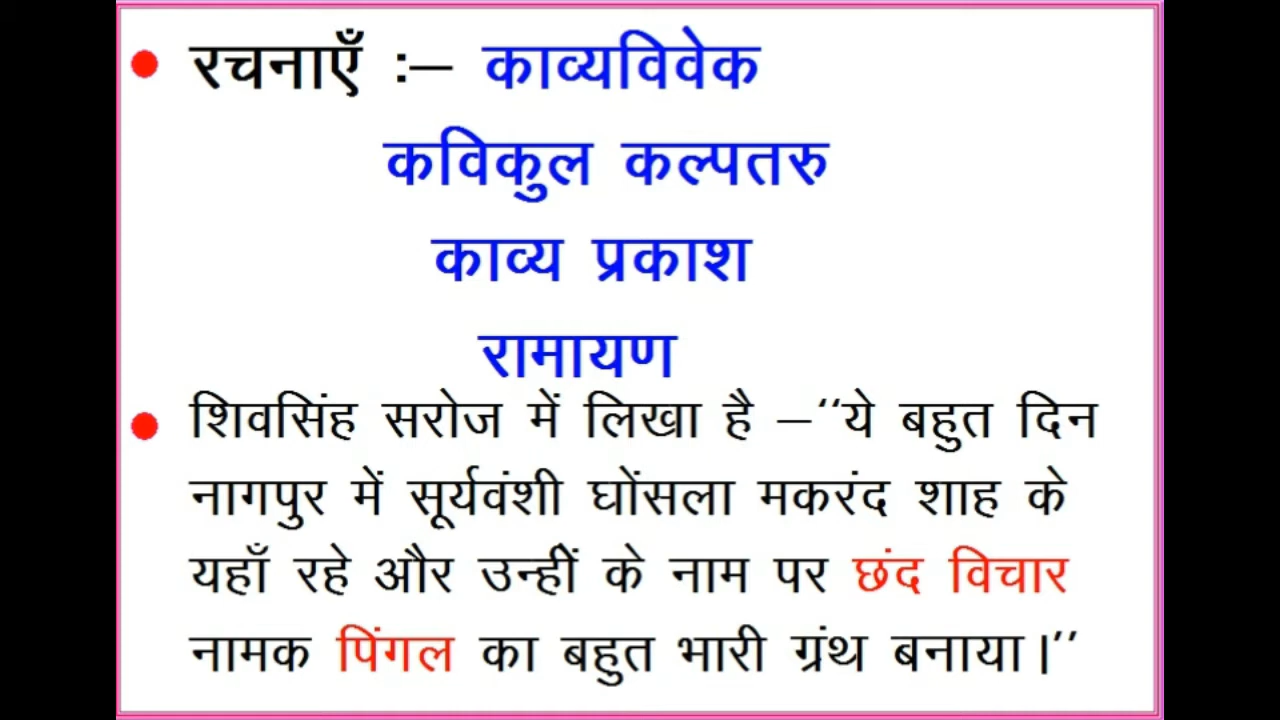 रचनाएँ :– काव्यविवेक
कविकुल कल्पतरु
काव्य प्रकाश
रामायण
शिवसिंह सरोज में लिखा है –‘‘ये बहुत दिन
नागपुर में सूर्यवंशी घोंसला मकरंद शाह के
यहाँ रहे और उन्हीें के नाम पर छंद विचार
नामक पिंगल का बहुत भारी ग्रंथ बनाया।’’